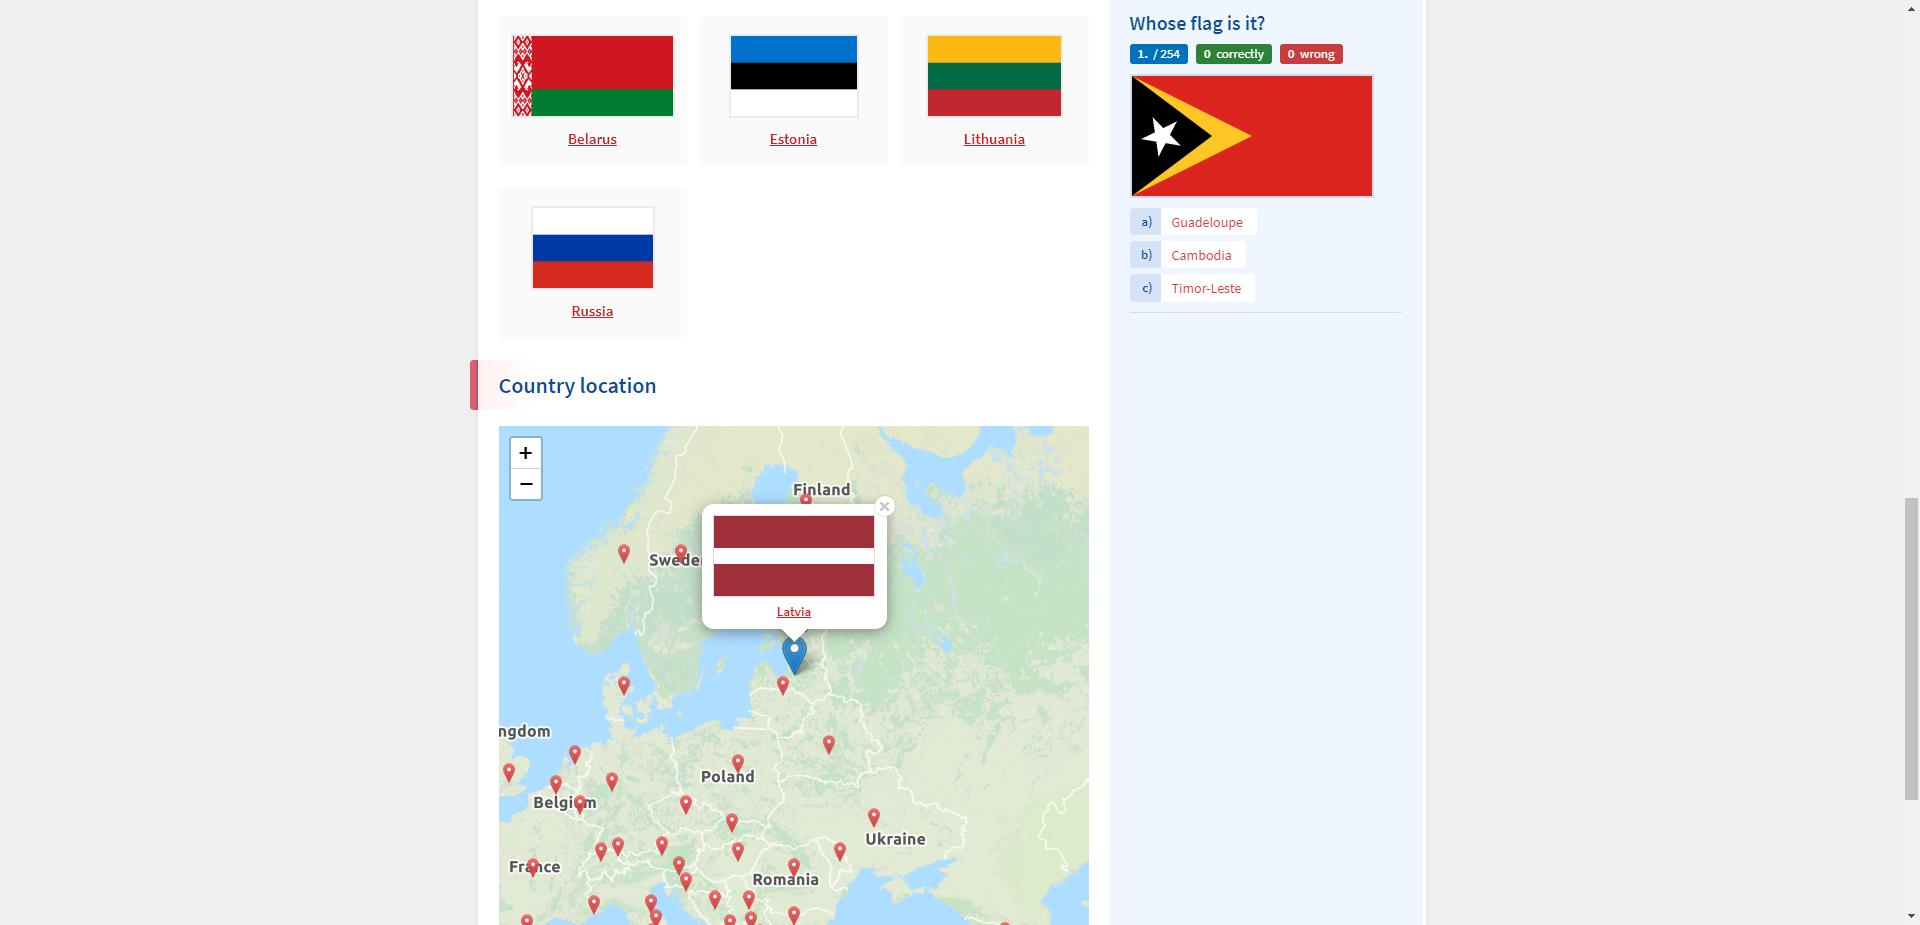 Belarus
Estonia
Lithuania
Russia
Country location
+
−
Finland
×
Sweden
Latvia
ngdom
Poland
Belgium
Ukraine
France
Romania
Whose flag is it?
1. / 254
0 correctly
0 wrong
a) Guadeloupe
b) Cambodia
c) Timor-Leste